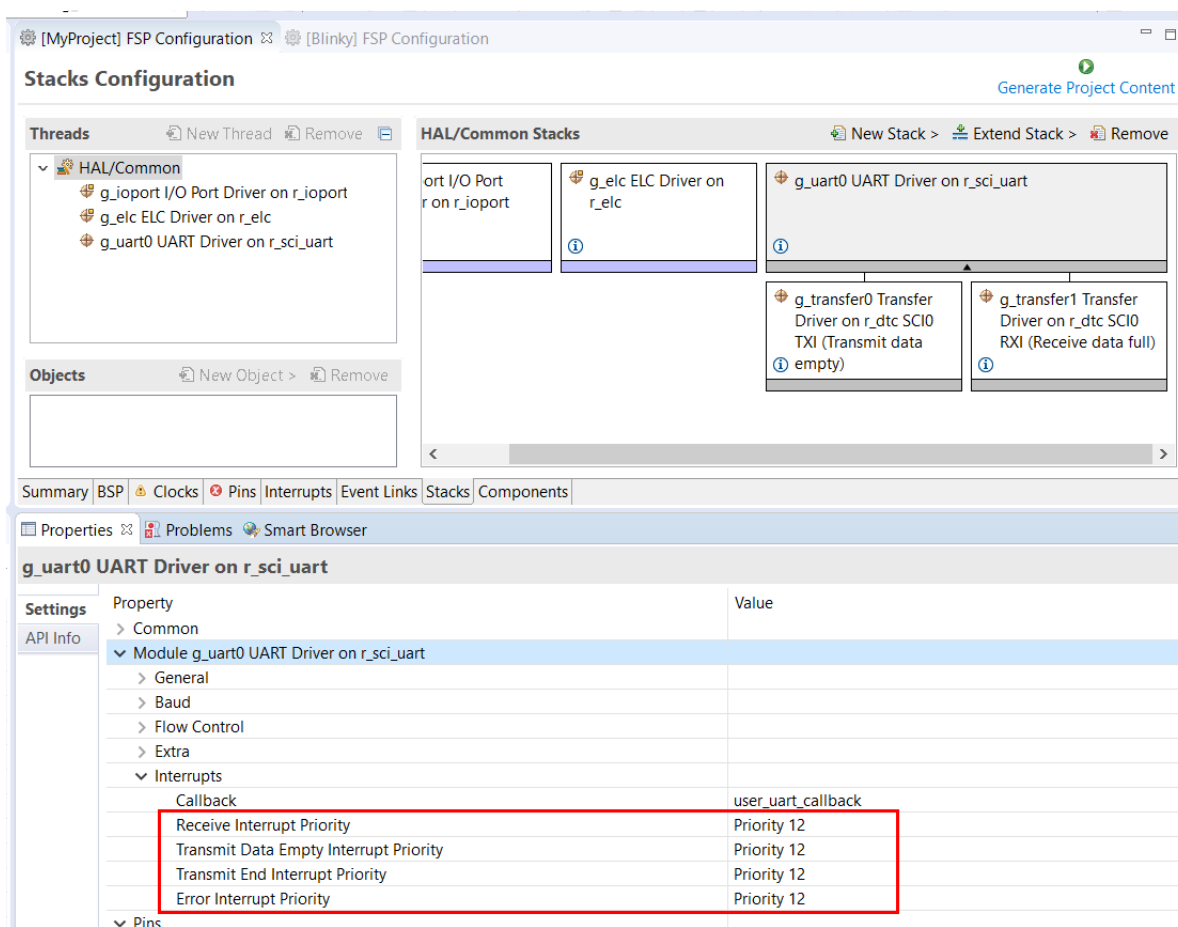 [MyProject] FSP Configuration [Blinky] FSP Configuration
Stacks Configuration
Generate Project Content
Threads New Thread Remove
HAL/Common
g_ioport I/O Port Driver on r_ioport
g_elc ELC Driver on r_elc
g_uart0 UART Driver on r_sci_uart
Objects New Object > Remove
HAL/Common Stacks New Stack > Extend Stack > Remove
ort I/O Port
r on r_ioport
g_elc ELC Driver on
r_elc
g_uart0 UART Driver on r_sci_uart
g_transfer0 Transfer
Driver on r_dtc SCI0
TXI (Transmit data
empty)
g_transfer1 Transfer
Driver on r_dtc SCI0
RXI (Receive data full)
Summary BSP Clocks Pins Interrupts Event Links Stacks Components
Properties Problems Smart Browser
g_uart0 UART Driver on r_sci_uart
Settings
API Info
Property Value
Common
Module g_uart0 UART Driver on r_sci_uart
General
Baud
Flow Control
Extra
Interrupts
Callback user_uart_callback
Receive Interrupt Priority Priority 12
Transmit Data Empty Interrupt Priority Priority 12
Transmit End Interrupt Priority Priority 12
Error Interrupt Priority Priority 12
Pins